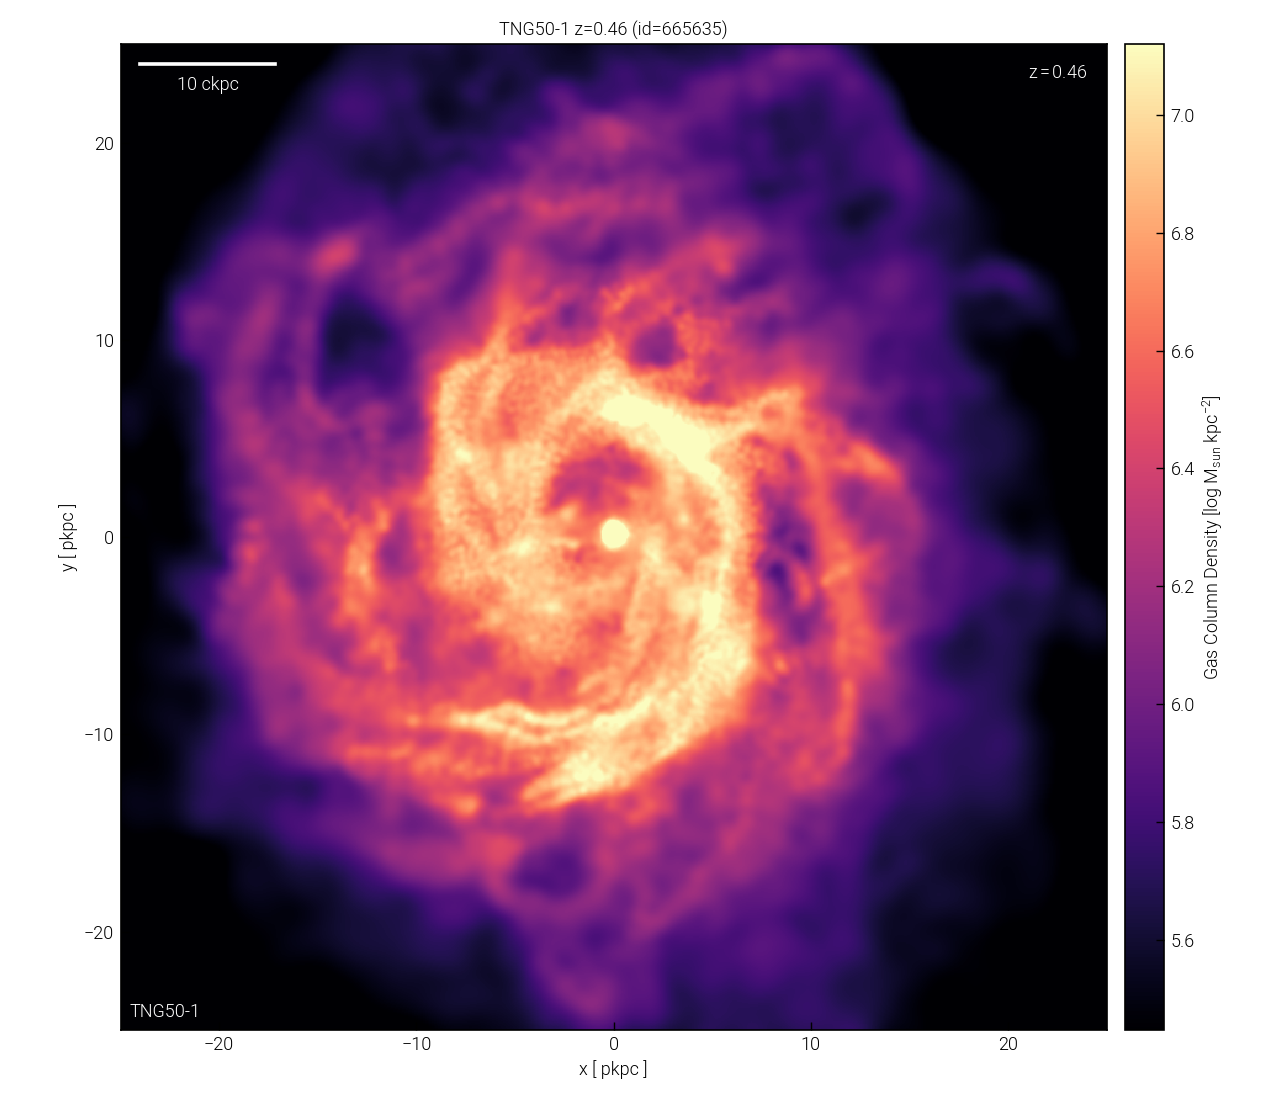 TNG50-1 z=0.46 (id=665635)
10 ckpc
z = 0.46
20
10
0
−10
−20
y [ pkpc ]
TNG50-1
−20 −10 0 10 20
x [ pkpc ]
7.0
6.8
6.6
6.4
6.2
6.0
5.8
5.6
Gas Column Density [log M_sun kpc⁻²]